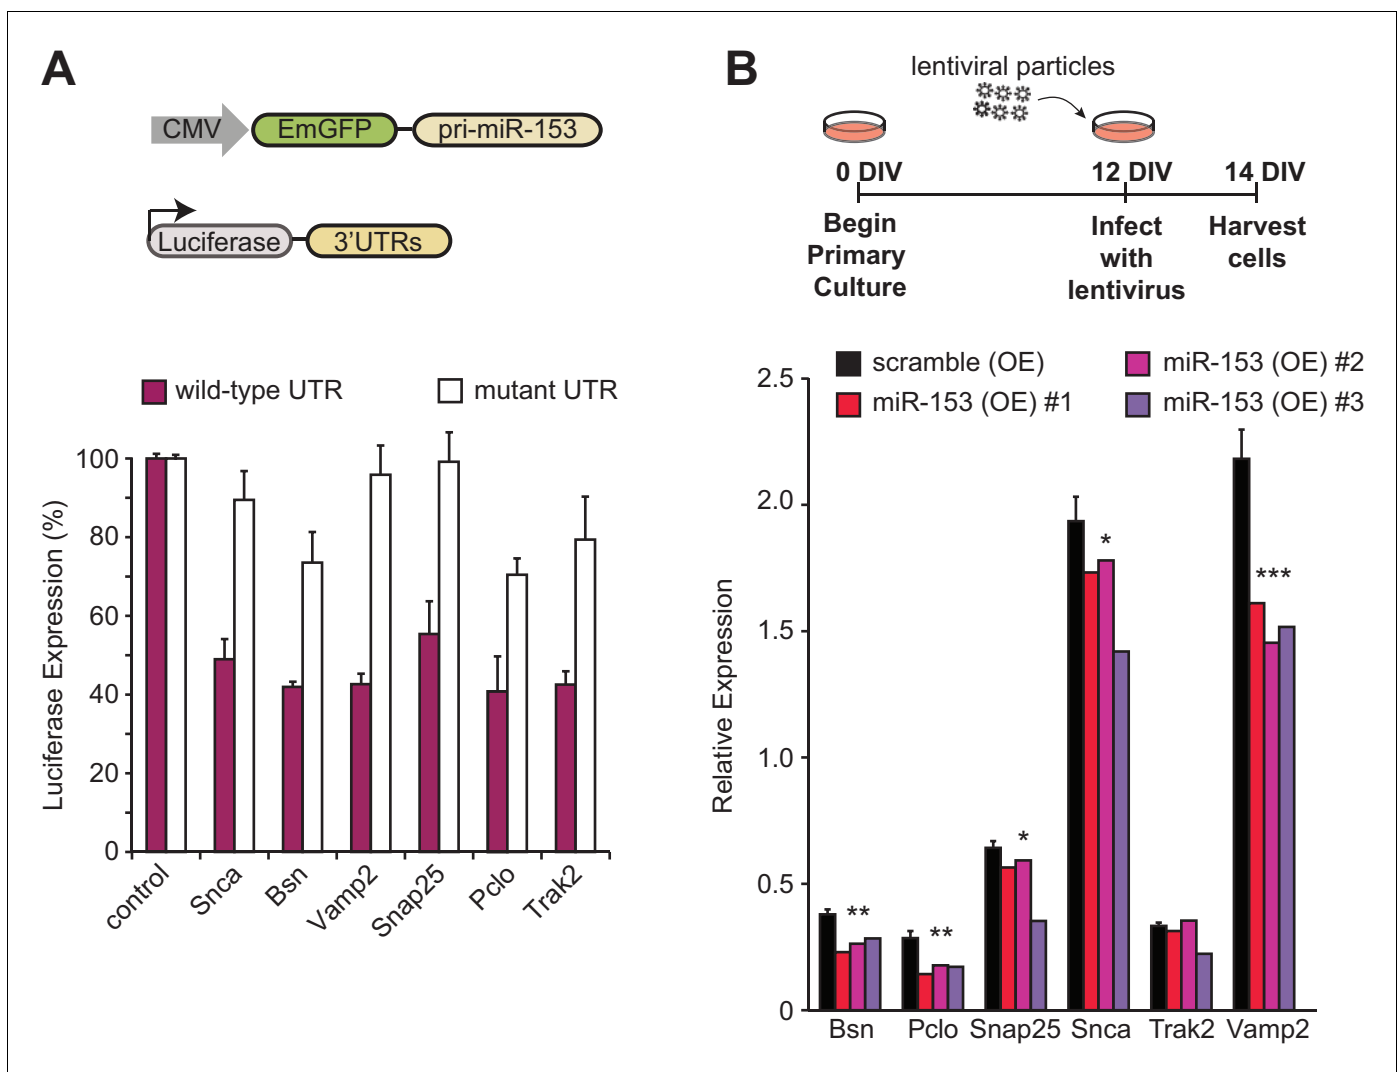 A
CMV EmGFP pri-miR-153
Luciferase 3'UTRs
wild-type UTR mutant UTR
Luciferase Expression (%)
100
80
60
40
20
0
control Snca Bsn Vamp2 Snap25 Pclo Trak2
B
lentiviral particles
0 DIV 12 DIV 14 DIV
Begin Infect Harvest
Primary with cells
Culture lentivirus
scramble (OE) miR-153 (OE) #2
miR-153 (OE) #1 miR-153 (OE) #3
Relative Expression
2.5
2.0
1.5
1.0
0.5
0
** ** * * ***
Bsn Pclo Snap25 Snca Trak2 Vamp2